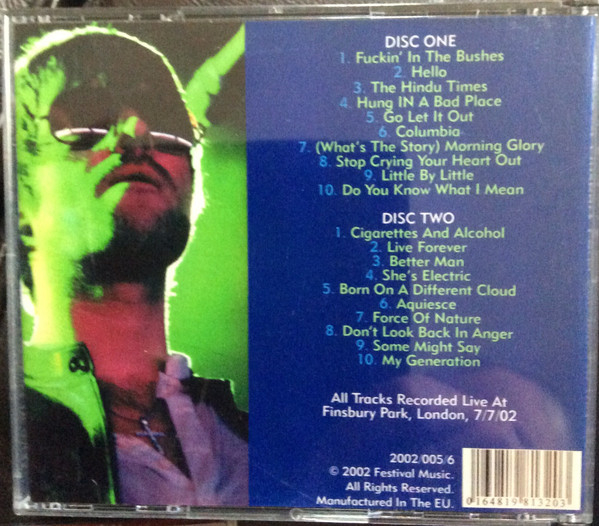 DISC ONE
1. Fuckin' In The Bushes
2. Hello
3. The Hindu Times
4. Hung IN A Bad Place
5. Go Let It Out
6. Columbia
7. (What's The Story) Morning Glory
8. Stop Crying Your Heart Out
9. Little By Little
10. Do You Know What I Mean
DISC TWO
1. Cigarettes And Alcohol
2. Live Forever
3. Better Man
4. She's Electric
5. Born On A Different Cloud
6. Aquiesce
7. Force Of Nature
8. Don't Look Back In Anger
9. Some Might Say
10. My Generation
All Tracks Recorded Live At
Finsbury Park, London, 7/7/02
2002/005/6
© 2002 Festival Music.
All Rights Reserved.
Manufactured In The EU.
0 164819 813203